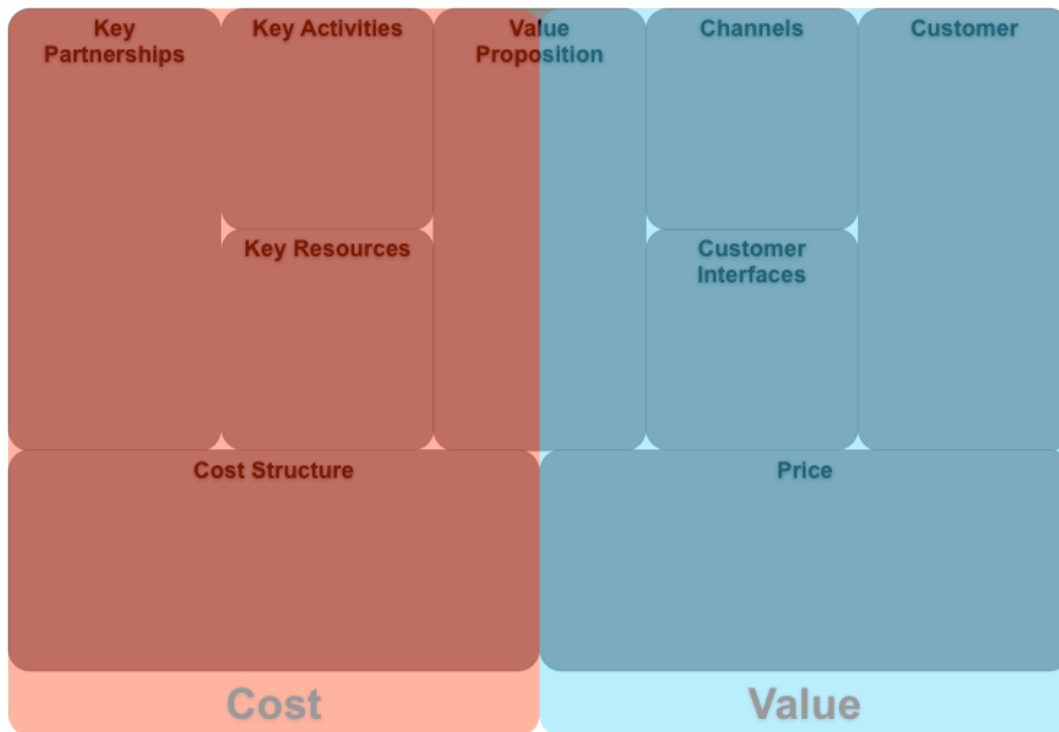 Key
Partnerships
Key Activities
Value
Proposition
Channels
Customer
Key Resources
Customer
Interfaces
Cost Structure
Price
Cost
Value